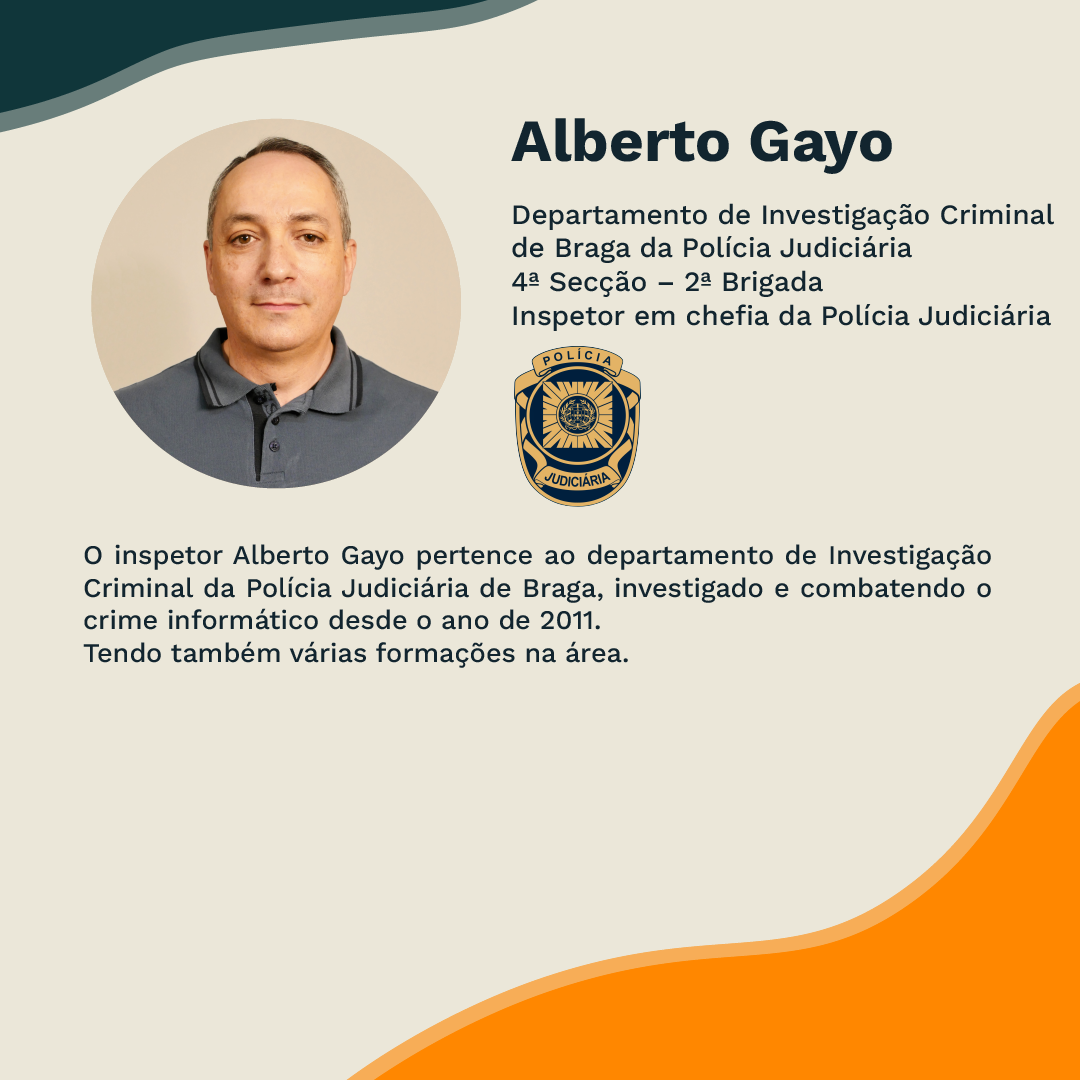 Alberto Gayo
Departamento de Investigação Criminal
de Braga da Polícia Judiciária
4ª Secção – 2ª Brigada
Inspetor em chefia da Polícia Judiciária
POLÍCIA
JUDICIÁRIA
O inspetor Alberto Gayo pertence ao departamento de Investigação
Criminal da Polícia Judiciária de Braga, investigado e combatendo o
crime informático desde o ano de 2011.
Tendo também várias formações na área.